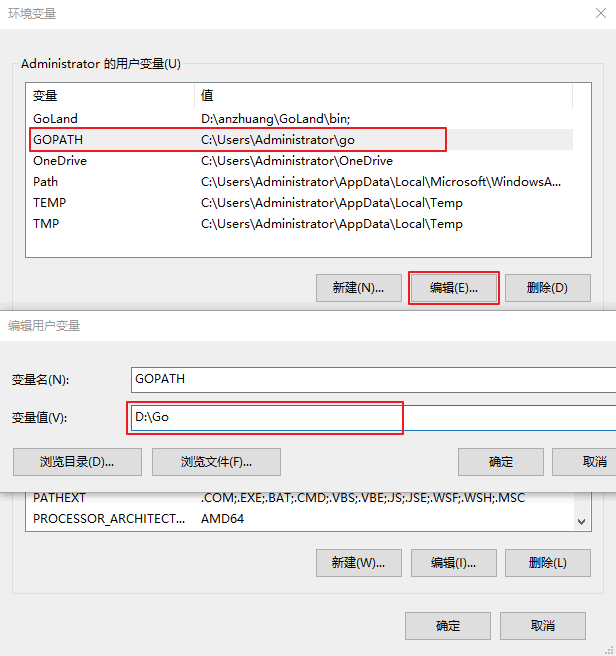 环境变量
Administrator 的用户变量(U)
变量 值
GoLand D:\anzhuang\GoLand\bin;
GOPATH C:\Users\Administrator\go
OneDrive C:\Users\Administrator\OneDrive
Path C:\Users\Administrator\AppData\Local\Microsoft\WindowsA...
TEMP C:\Users\Administrator\AppData\Local\Temp
TMP C:\Users\Administrator\AppData\Local\Temp
新建(N)... 编辑(E)... 删除(D)
编辑用户变量
变量名(N): GOPATH
变量值(V): D:\Go
浏览目录(D)... 浏览文件(F)... 确定 取消
PATHEXT .COM;.EXE;.BAT;.CMD;.VBS;.VBE;.JS;.JSE;.WSF;.WSH;.MSC
PROCESSOR_ARCHITECT... AMD64
新建(W)... 编辑(I)... 删除(L)
确定 取消